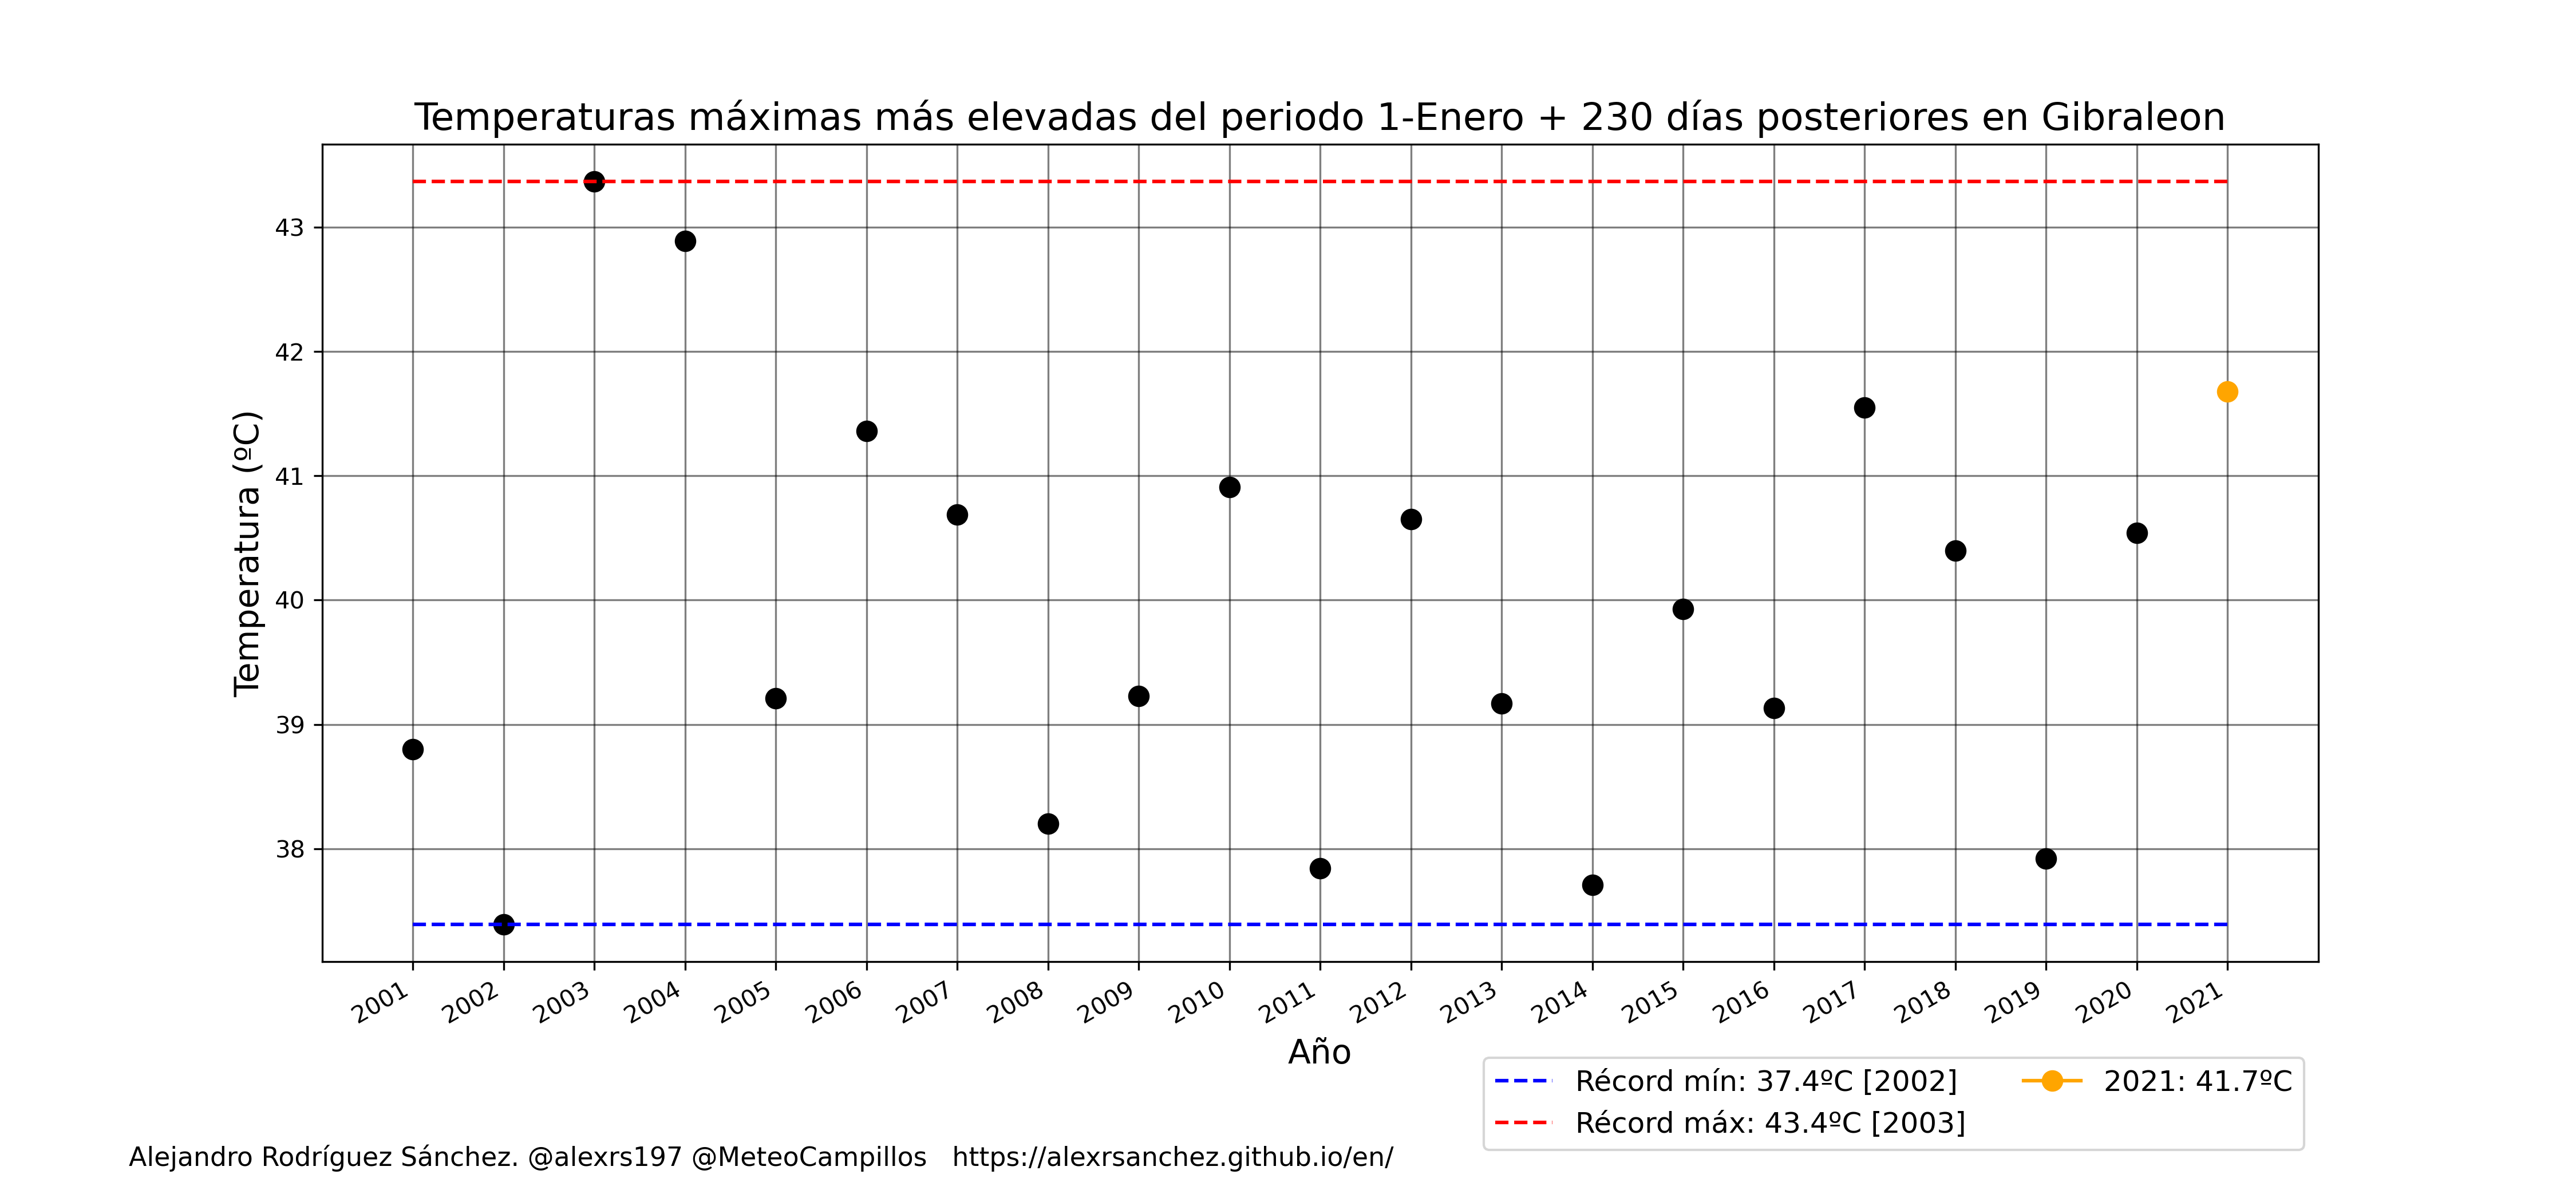 Temperaturas máximas más elevadas del periodo 1-Enero + 230 días posteriores en Gibraleon
Temperatura (ºC)
43
42
41
40
39
38
2001 2002 2003 2004 2005 2006 2007 2008 2009 2010 2011 2012 2013 2014 2015 2016 2017 2018 2019 2020 2021
Año
Récord mín: 37.4ºC [2002]
Récord máx: 43.4ºC [2003]
2021: 41.7ºC
Alejandro Rodríguez Sánchez. @alexrs197 @MeteoCampillos https://alexrsanchez.github.io/en/